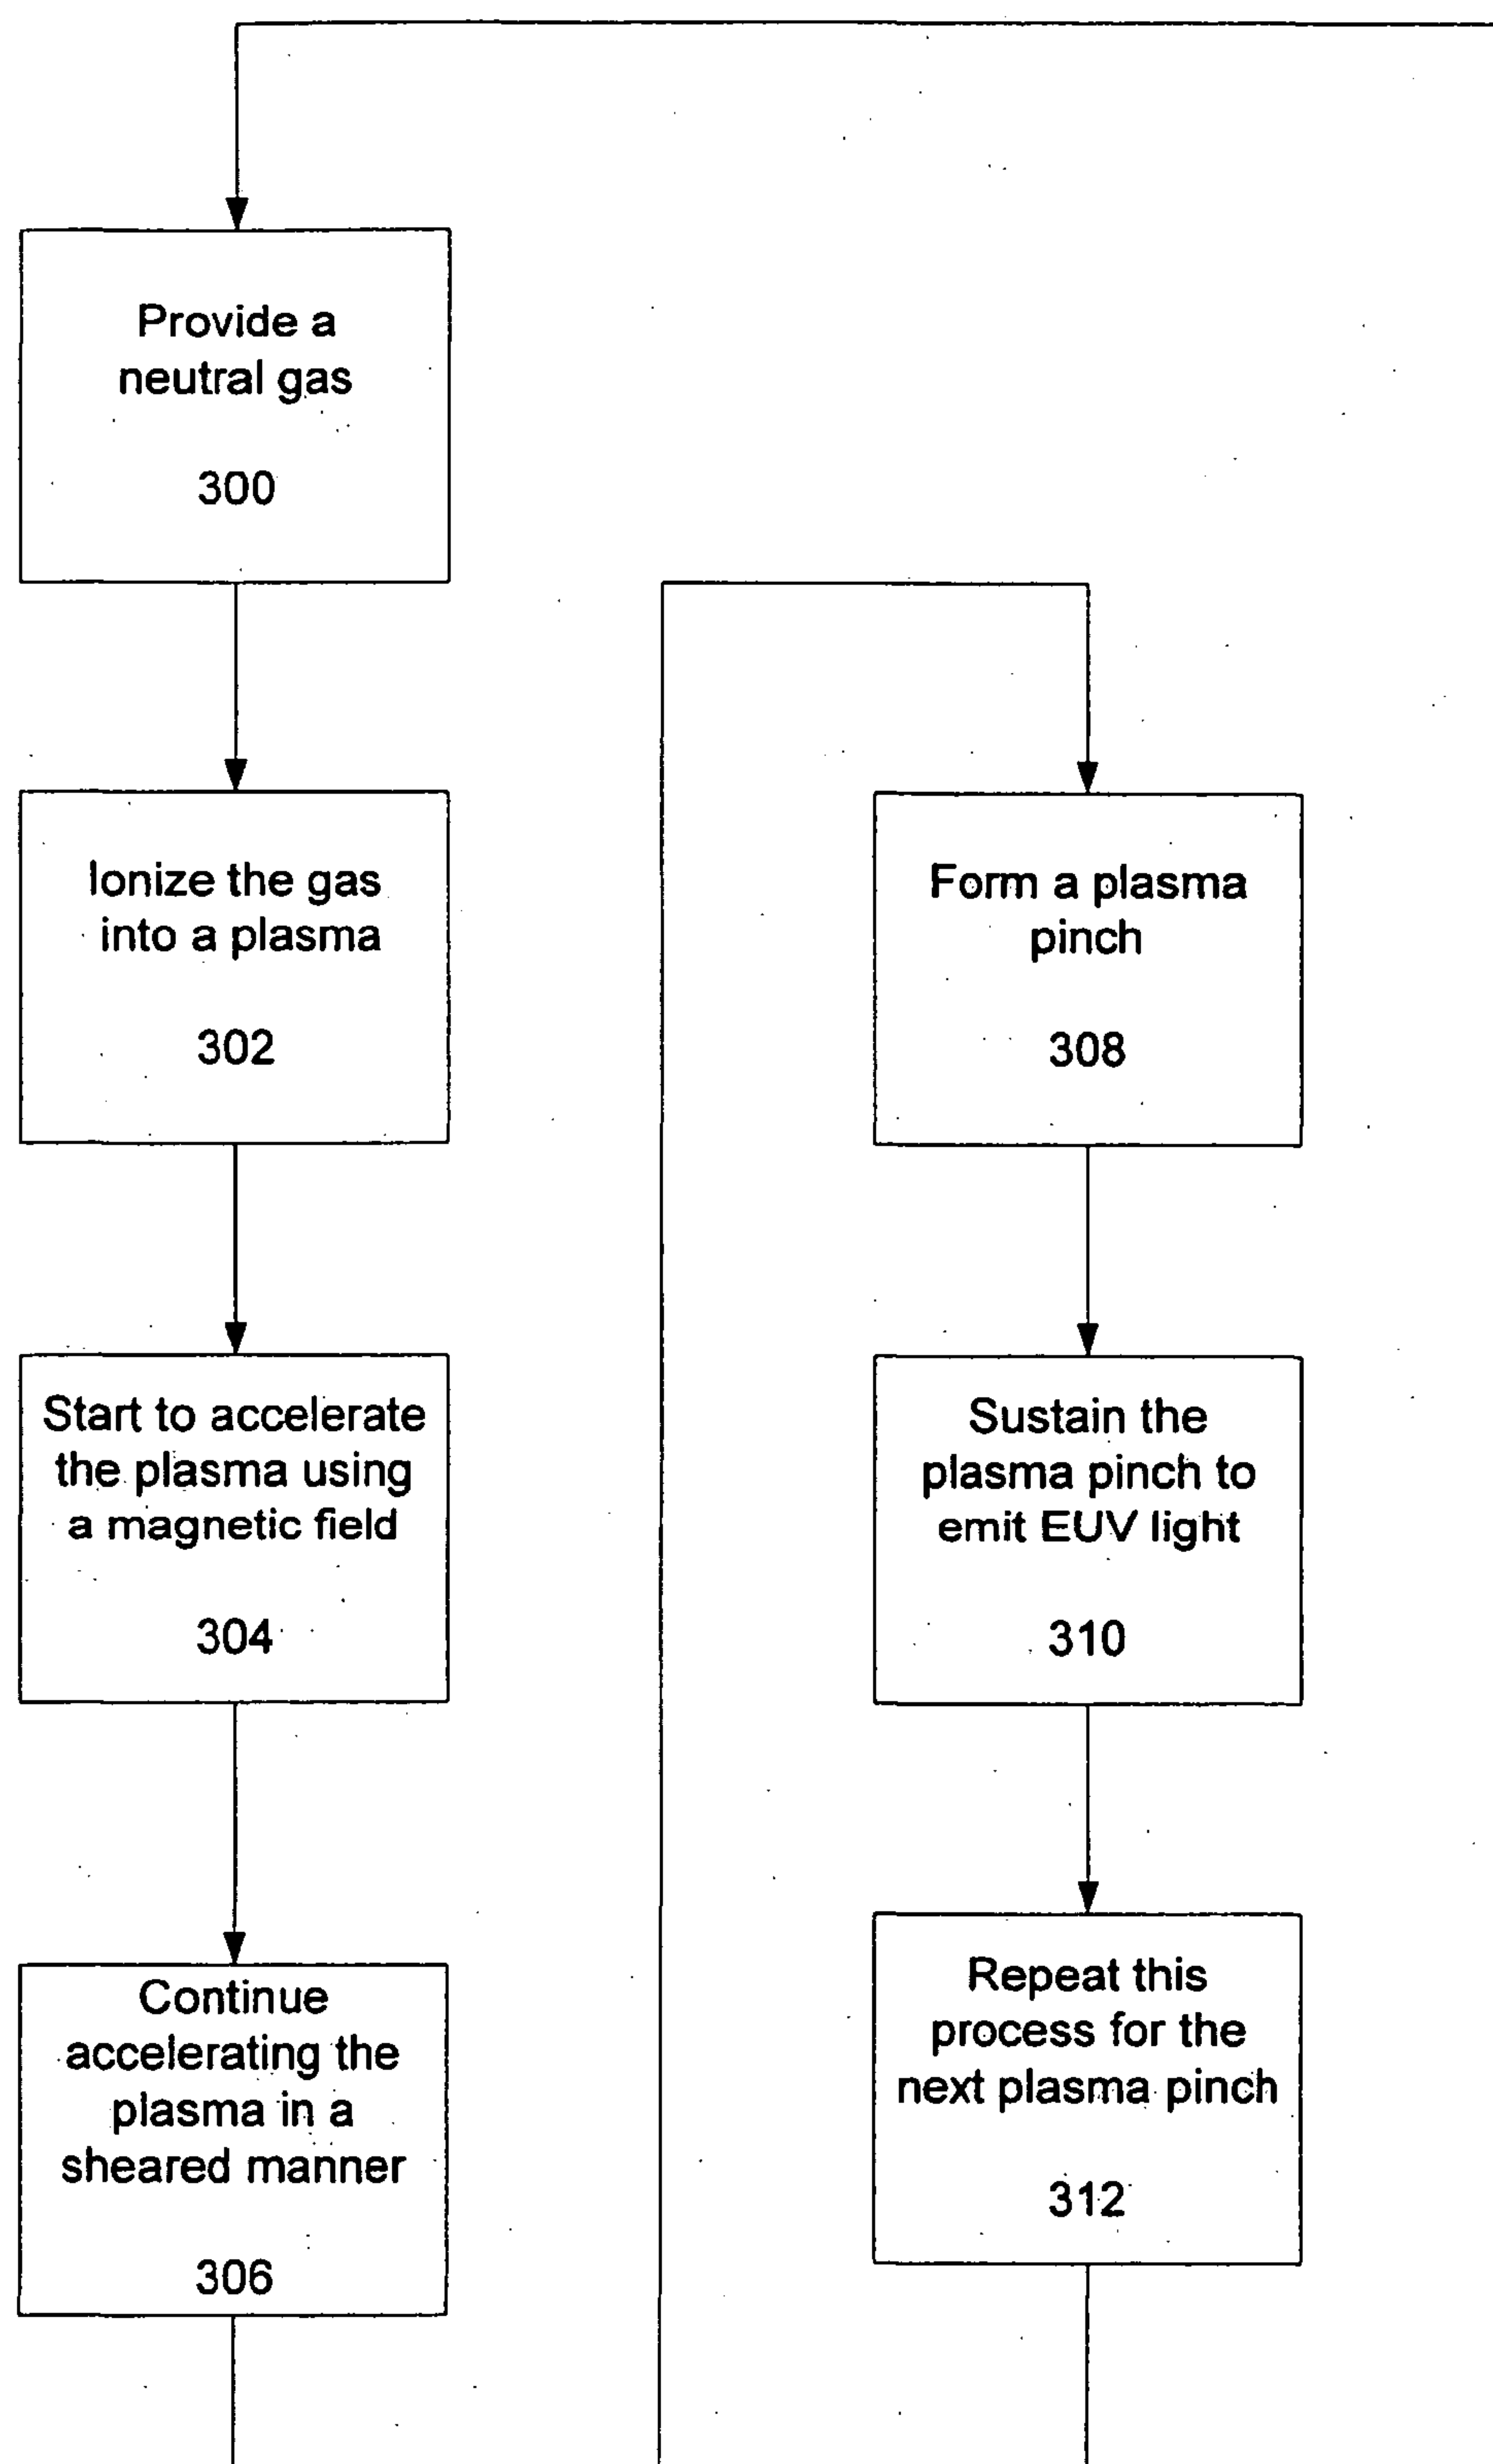 Provide a
neutral gas
300
Ionize the gas
into a plasma
302
Start to accelerate
the plasma using
a magnetic field
304
Continue
accelerating the
plasma in a
sheared manner
306
Form a plasma
pinch
308
Sustain the
plasma pinch to
emit EUV light
310
Repeat this
process for the
next plasma pinch
312